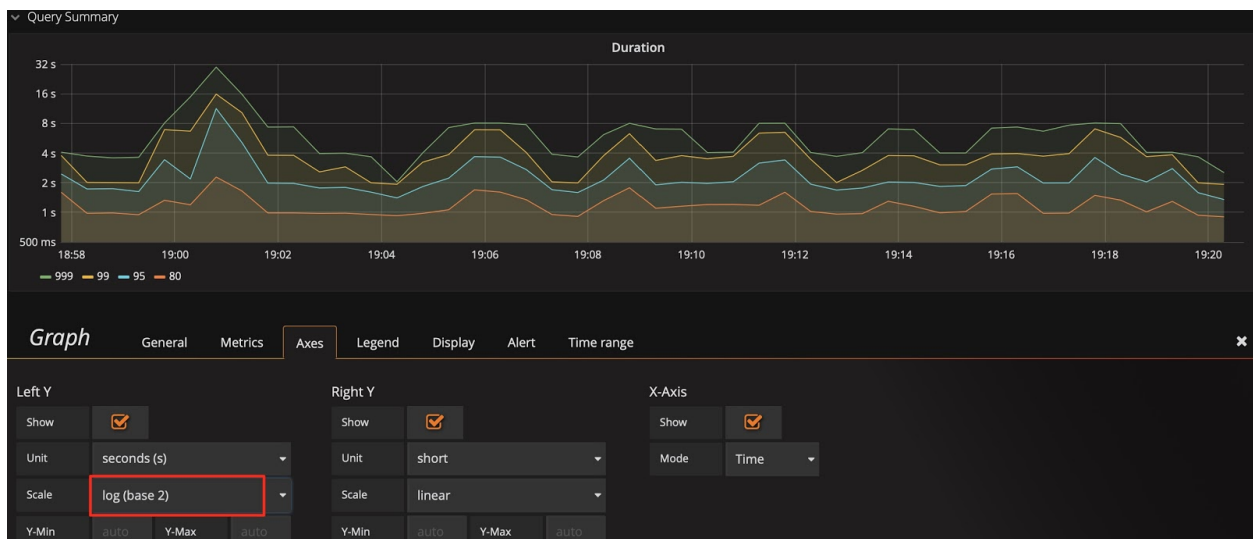 Query Summary
Duration
32 s
16 s
8 s
4 s
2 s
1 s
500 ms
18:58 19:00 19:02 19:04 19:06 19:08 19:10 19:12 19:14 19:16 19:18 19:20
999 99 95 80
Graph General Metrics Axes Legend Display Alert Time range
Left Y Right Y X-Axis
Show Show Show
Unit seconds (s) Unit short Mode Time
Scale log (base 2) Scale linear
Y-Min auto Y-Max auto Y-Min auto Y-Max auto